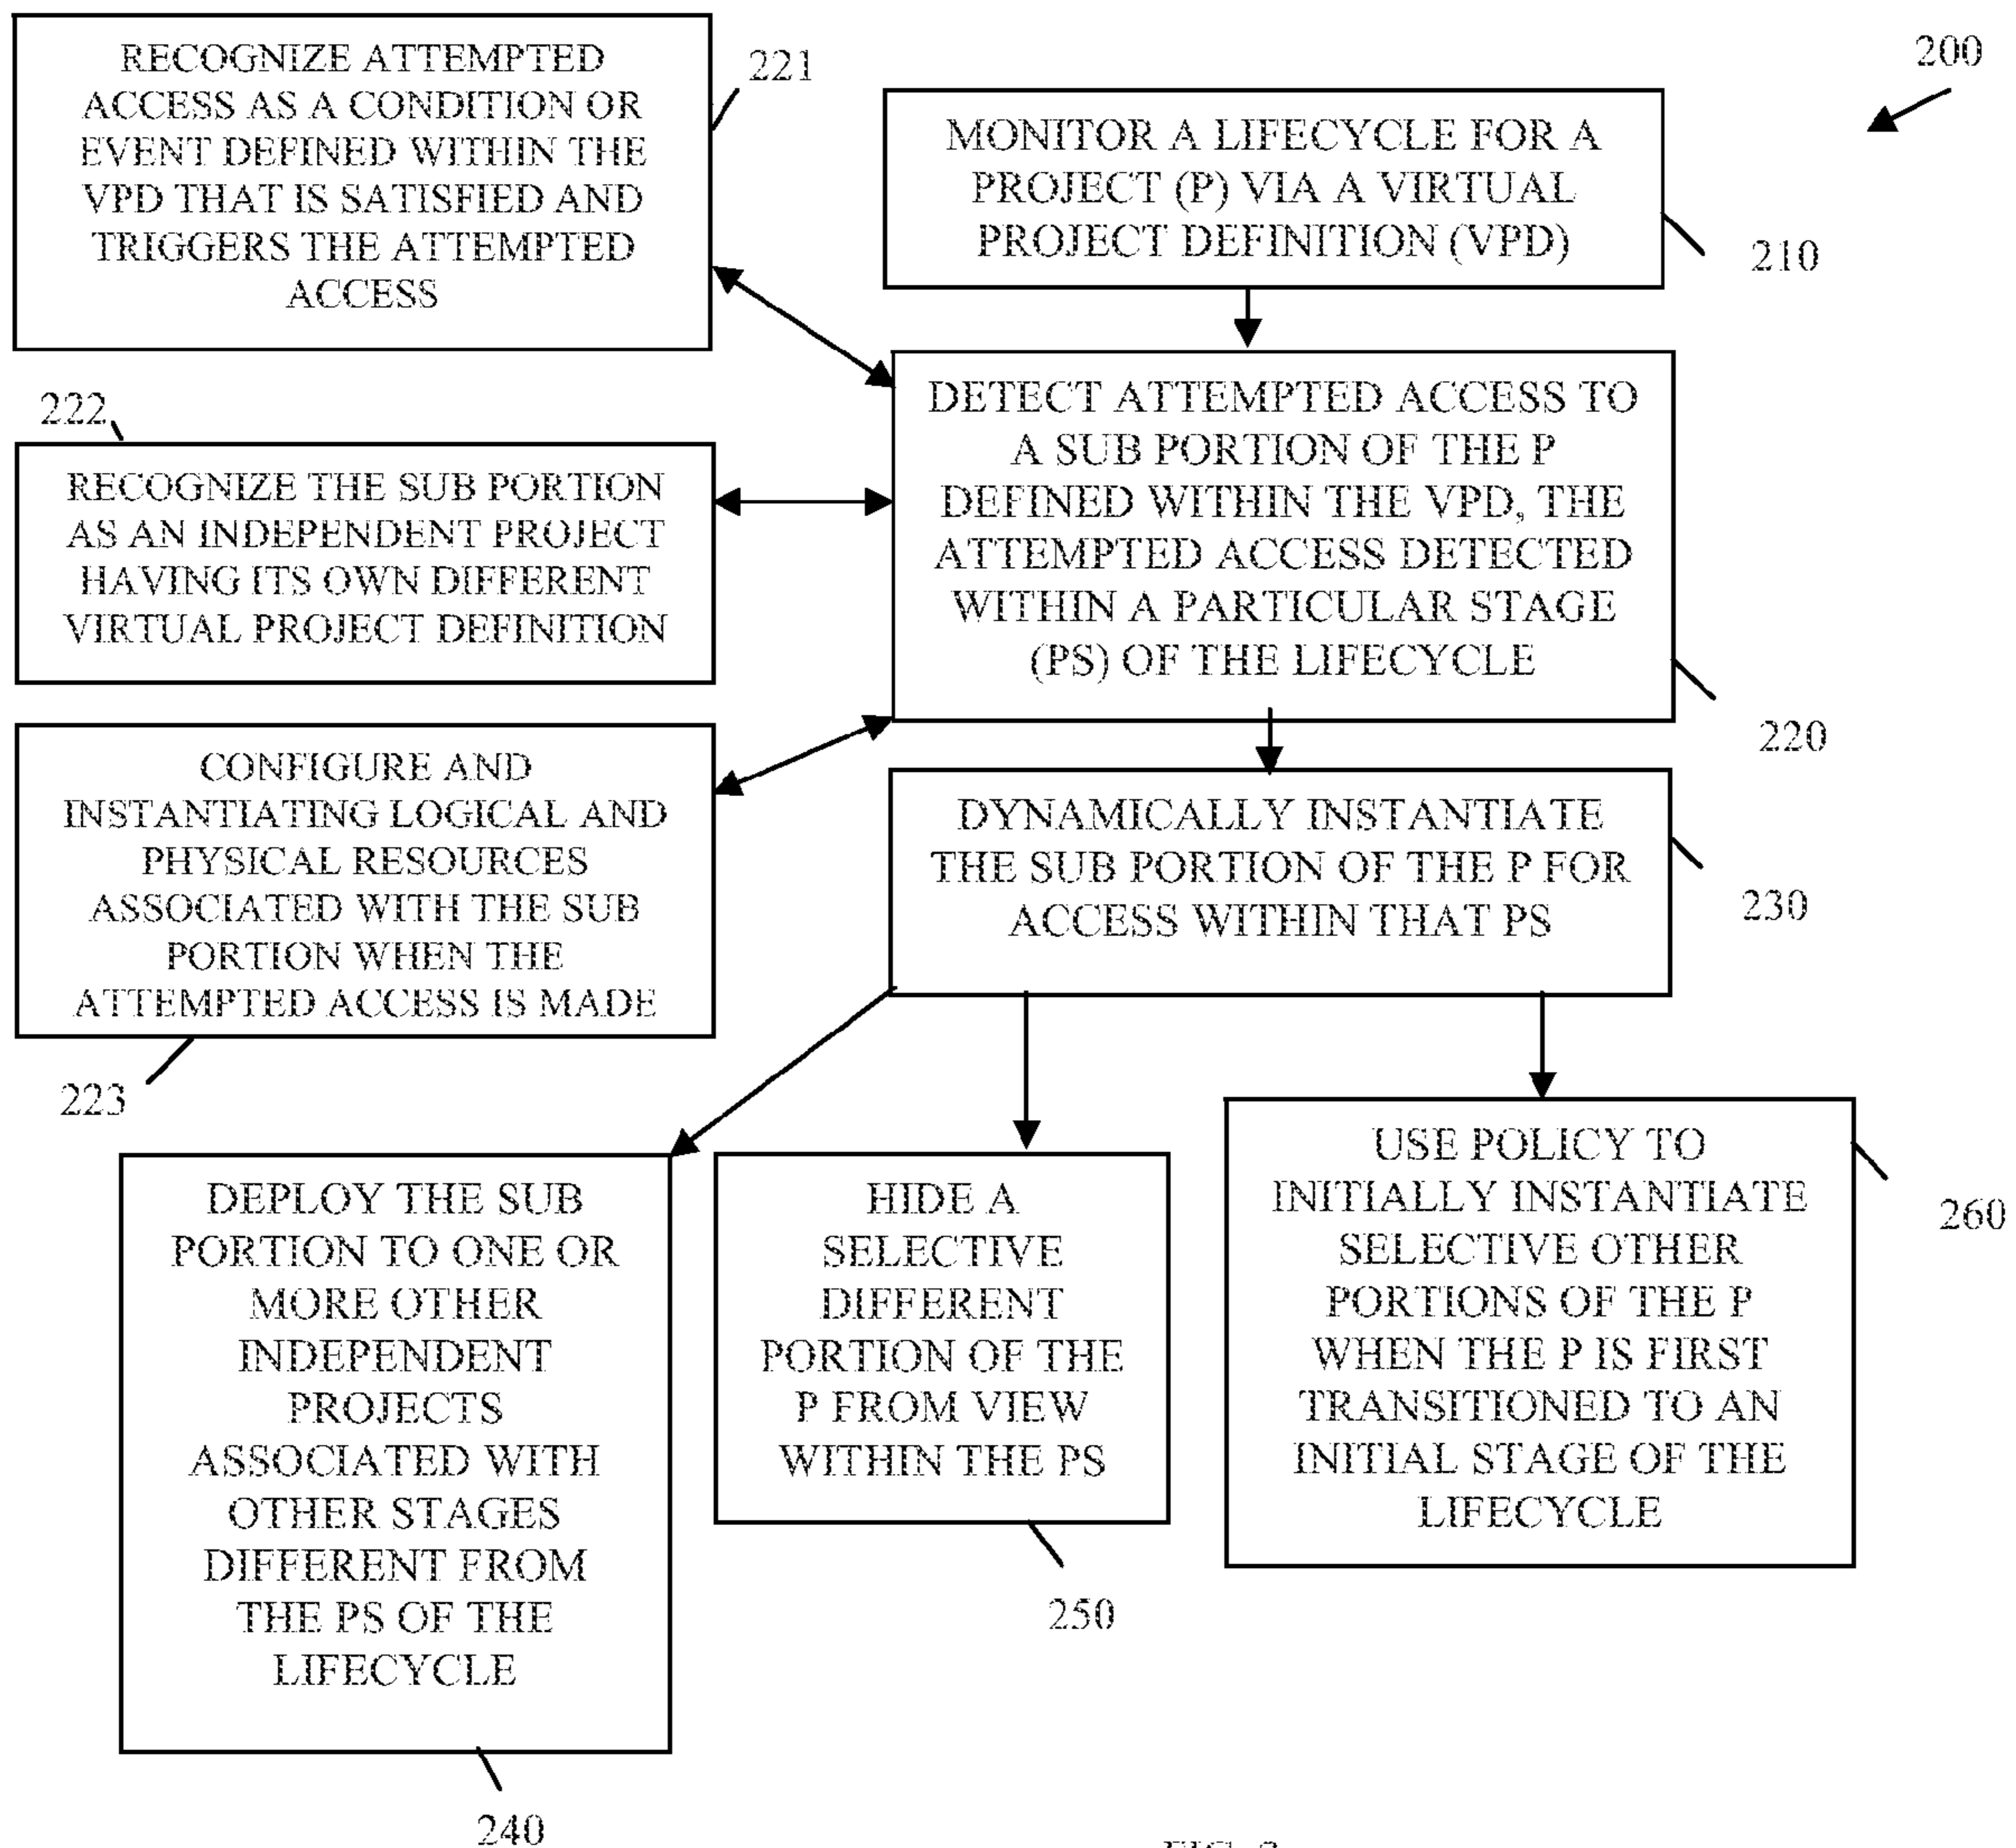 200
MONITOR A LIFECYCLE FOR A
PROJECT (P) VIA A VIRTUAL
PROJECT DEFINITION (VPD)
210
RECOGNIZE ATTEMPTED
ACCESS AS A CONDITION OR
EVENT DEFINED WITHIN THE
VPD THAT IS SATISFIED AND
TRIGGERS THE ATTEMPTED
ACCESS
221
DETECT ATTEMPTED ACCESS TO
A SUB PORTION OF THE P
DEFINED WITHIN THE VPD, THE
ATTEMPTED ACCESS DETECTED
WITHIN A PARTICULAR STAGE
(PS) OF THE LIFECYCLE
220
222
RECOGNIZE THE SUB PORTION
AS AN INDEPENDENT PROJECT
HAVING ITS OWN DIFFERENT
VIRTUAL PROJECT DEFINITION
CONFIGURE AND
INSTANTIATING LOGICAL AND
PHYSICAL RESOURCES
ASSOCIATED WITH THE SUB
PORTION WHEN THE
ATTEMPTED ACCESS IS MADE
223
DYNAMICALLY INSTANTIATE
THE SUB PORTION OF THE P FOR
ACCESS WITHIN THAT PS
230
DEPLOY THE SUB
PORTION TO ONE OR
MORE OTHER
INDEPENDENT
PROJECTS
ASSOCIATED WITH
OTHER STAGES
DIFFERENT FROM
THE PS OF THE
LIFECYCLE
240
HIDE A
SELECTIVE
DIFFERENT
PORTION OF THE
P FROM VIEW
WITHIN THE PS
250
USE POLICY TO
INITIALLY INSTANTIATE
SELECTIVE OTHER
PORTIONS OF THE P
WHEN THE P IS FIRST
TRANSITIONED TO AN
INITIAL STAGE OF THE
LIFECYCLE
260